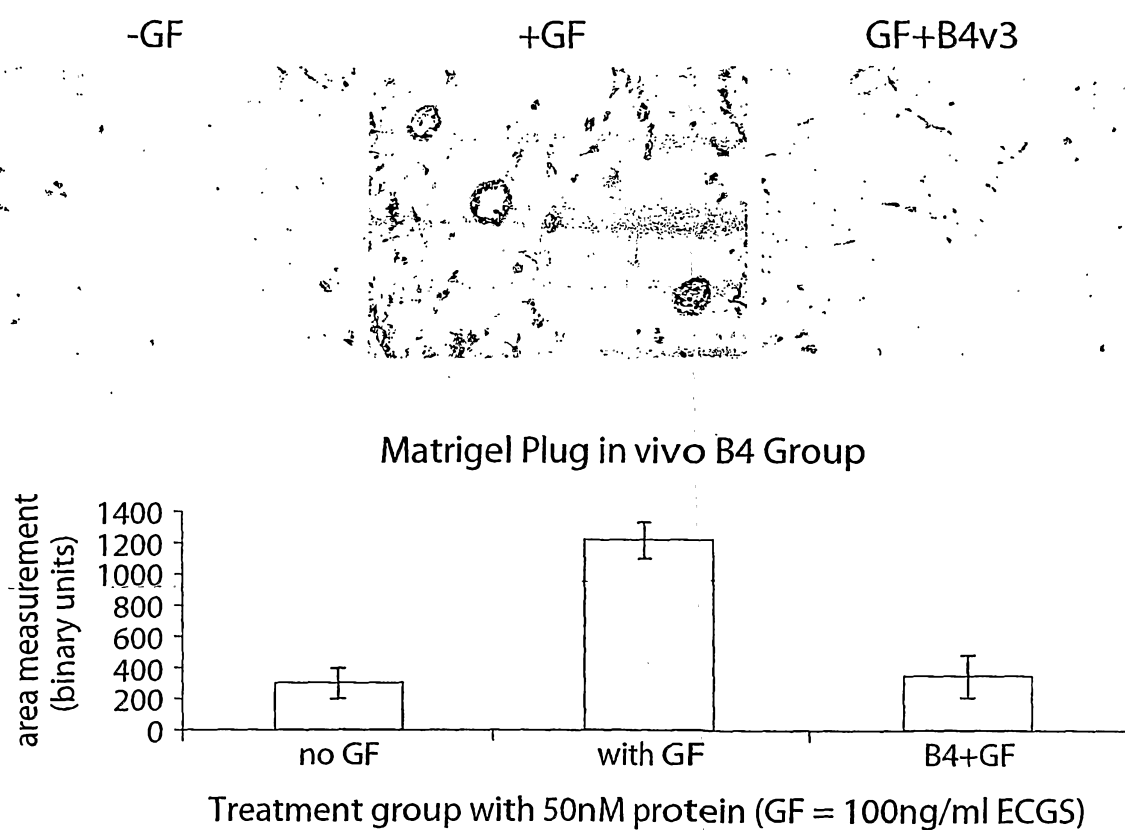 -GF +GF GF+B4v3
Matrigel Plug in vivo B4 Group
area measurement
(binary units)
1400
1200
1000
800
600
400
200
0
no GF with GF B4+GF
Treatment group with 50nM protein (GF = 100ng/ml ECGS)